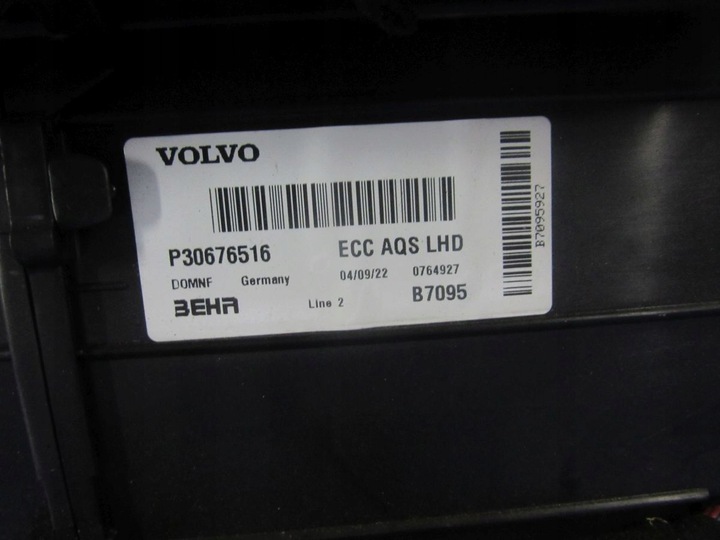 VOLVO
P30676516 ECC AQS LHD
DOMNF Germany 04/09/22 0764927
BEHR Line 2 B7095
B7095927